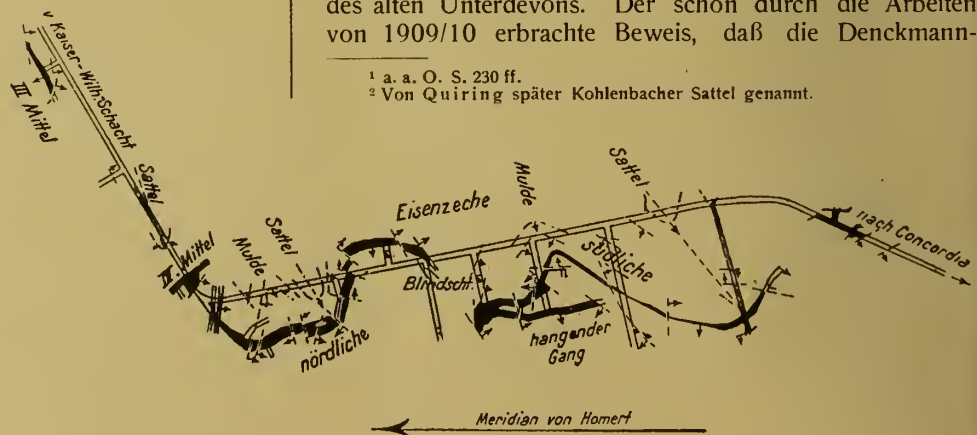 des alten Unterdevons. Der schon durch die Arbeiten
von 1909/10 erbrachte Beweis, daß die Denckmann-
¹ a. a. O. S. 230 ff.
² Von Quiring später Kohlenbacher Sattel genannt.
v Kaiser-Wilh. Schacht
III Mittel
Sattel
II. Mittel
Mulde
Sattel
nördliche
Eisenzeche
Blindscht.
Mulde
Sattel
südliche
hangender
Gang
nach Concordia
Meridian von Homert